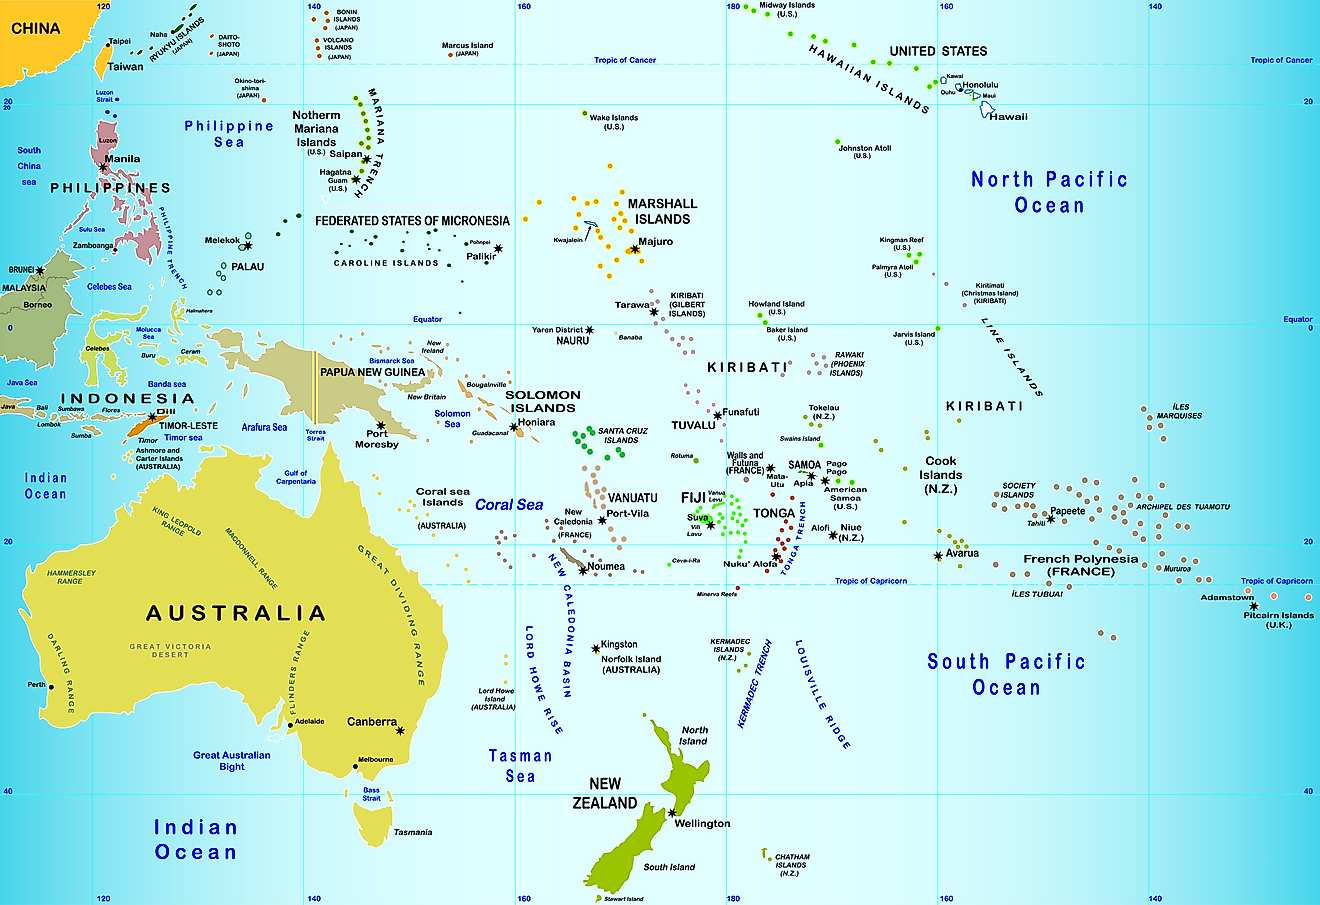 120
140
160
180
160
140
CHINA
Taipei
Taiwan
Naha
RYUKYU ISLANDS
(JAPAN)
DAITO-
SHOTO
(JAPAN)
BONIN
ISLANDS
(JAPAN)
VOLCANO
ISLANDS
(JAPAN)
Marcus Island
(JAPAN)
Okino-tori-
shima
(JAPAN)
Midway Islands
(U.S.)
HAWAIIAN ISLANDS
UNITED STATES
Kawai
Honolulu
Ouhu
Maui
Hawaii
Tropic of Cancer
Tropic of Cancer
20
20
20
Luzon
Strait
Philippine
Sea
South
China
sea
Luzon
Manila
PHILIPPINES
Sulu Sea
Zamboanga
PHILIPPINE TRENCH
Notherm
Mariana
Islands
(U.S.)
Saipan
Hagatna
Guam
(U.S.)
MARIANA TRENCH
Wake Islands
(U.S.)
Johnston Atoll
(U.S.)
North Pacific
Ocean
MARSHALL
ISLANDS
Kwajalein
Majuro
FEDERATED STATES OF MICRONESIA
Pohnpei
Palikir
CAROLINE ISLANDS
Melekok
PALAU
Kingman Reef
(U.S.)
Palmyra Atoll
(U.S.)
Kiritimati
(Christmas Island)
(KIRIBATI)
BRUNEI
MALAYSIA
Borneo
Celebes Sea
Halmahera
Molucca
Sea
Celebes
Buru
Ceram
Equator
Equator
0
0
Tarawa
KIRIBATI
(GILBERT
ISLANDS)
Howland Island
(U.S.)
Baker Island
(U.S.)
Jarvis Island
(U.S.)
LINE ISLANDS
Yaren District
NAURU
Banaba
KIRIBATI
RAWAKI
(PHOENIX
ISLANDS)
KIRIBATI
New
Ireland
Bismarck Sea
PAPUA NEW GUINEA
New Britain
Bougainville
SOLOMON
ISLANDS
Solomon
Sea
Honiara
Guadacanal
Java Sea
Banda sea
INDONESIA
Java
Bali
Sumbawa
Flores
Lombok
Sumba
Dili
TIMOR-LESTE
Timor
Timor sea
Arafura Sea
Torres
Strait
Port
Moresby
Ashmore and
Carter Islands
(AUSTRALIA)
Gulf of
Carpentaria
Indian
Ocean
Funafuti
TUVALU
Tokelau
(N.Z.)
Swains Island
SANTA CRUZ
ISLANDS
Rotuma
Walls and
Futuna
(FRANCE)
Mata-
Utu
SAMOA
Apia
Pago
Pago
American
Samoa
(U.S.)
Cook
Islands
(N.Z.)
ÎLES
MARQUISES
SOCIETY
ISLANDS
Papeete
Tahiti
ARCHIPEL DES TUAMOTU
Coral sea
Islands
(AUSTRALIA)
Coral Sea
VANUATU
Port-Vila
New
Caledonia
(FRANCE)
Noumea
FIJI
Vanua
Levu
Suva
Viti
Lavu
TONGA
Nuku' Alofa
TONGA TRENCH
Alofi
Niue
(N.Z.)
Ceva-i-Ra
Minerva Reefs
Avarua
French Polynesia
(FRANCE)
Mururoa
ÎLES TUBUAI
20
20
Tropic of Capricorn
Tropic of Capricorn
Adamstown
Pitcairn Islands
(U.K.)
KING LEOPOLD
RANGE
MACDONNELL RANGE
HAMMERSLEY
RANGE
GREAT DIVIDING RANGE
AUSTRALIA
GREAT VICTORIA
DESERT
DARLING RANGE
FLINDERS RANGE
Perth
Adelaide
Canberra
Melbourne
NEW CALEDONIA BASIN
LORD HOWE RISE
Kingston
Norfolk Island
(AUSTRALIA)
Lord Howe
Island
(AUSTRALIA)
KERMADEC
ISLANDS
(N.Z.)
KERMADEC TRENCH
LOUISVILLE RIDGE
South Pacific
Ocean
Great Australian
Bight
Bass
Strait
Tasmania
Tasman
Sea
North
Island
NEW
ZEALAND
Wellington
South Island
Stewart Island
CHATHAM
ISLANDS
(N.Z.)
Indian
Ocean
40
40
120
140
160
180
160
140